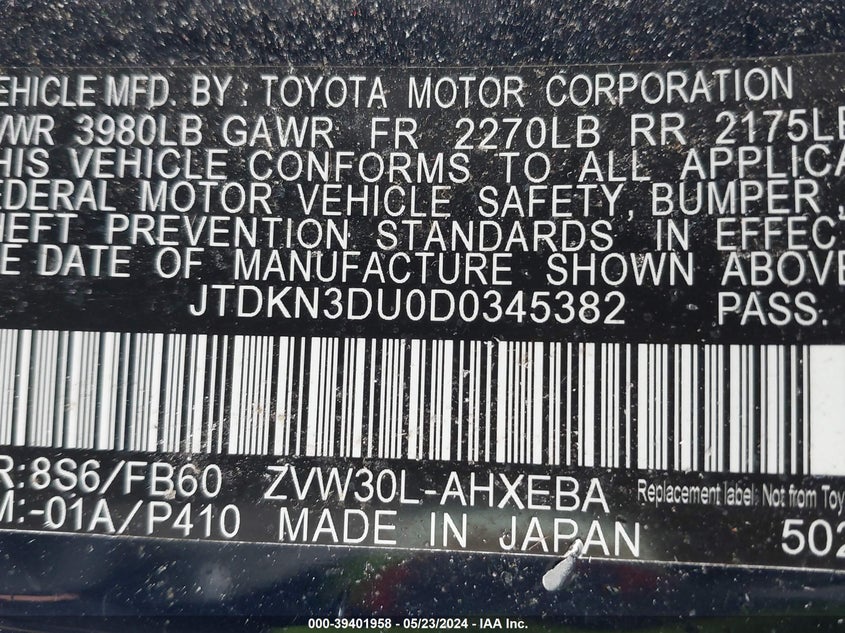 EHICLE MFD. BY : TOYOTA MOTOR CORPORATION
VWR 3980LB GAWR FR 2270LB RR 2175LB
HIS VEHICLE CONFORMS TO ALL APPLICA
EDERAL MOTOR VEHICLE SAFETY, BUMPER,
HEFT PREVENTION STANDARDS IN EFFEC
E DATE OF MANUFACTURE SHOWN ABOVE
JTDKN3DU0D0345382 PASS.
R:8S6/FB60 ZVW30L-AHXEBA Replacement label: Not from Toy
M:-01A/P410 MADE IN JAPAN 502
000-39401958 - 05/23/2024 - IAA Inc.